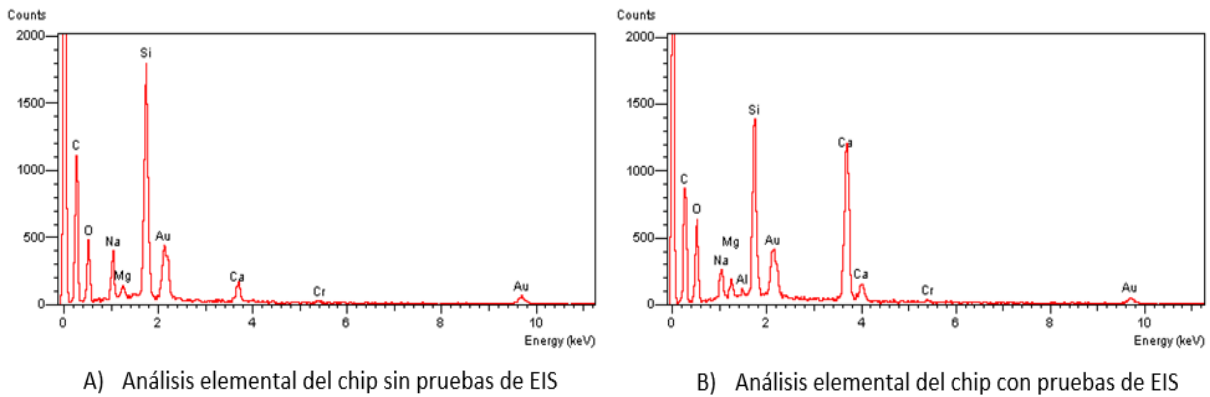 Counts
2000
1500
1000
500
0
C
O
Na
Mg
Si
Au
Ca
Cr
Au
0 2 4 6 8 10
Energy (keV)
A) Análisis elemental del chip sin pruebas de EIS
Counts
2000
1500
1000
500
0
C
O
Na
Mg
Al
Si
Au
Ca
Ca
Cr
Au
0 2 4 6 8 10
Energy (keV)
B) Análisis elemental del chip con pruebas de EIS